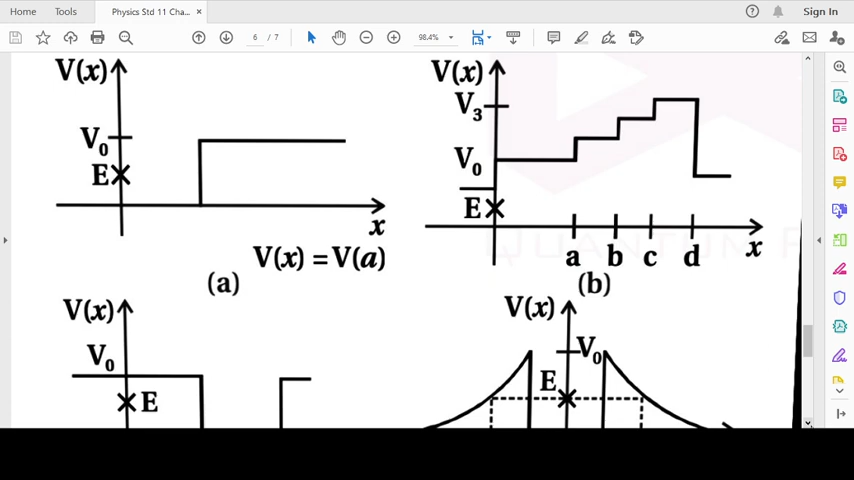 Home Tools Physics Std 11 Cha... × Sign In
6 / 7 98.4%
V(x)
V₀
E
x
V(x) = V(a)
(a)
V(x)
V₃
V₀
E
a b c d x
(b)
V(x)
V₀
E
V(x)
V₀
E